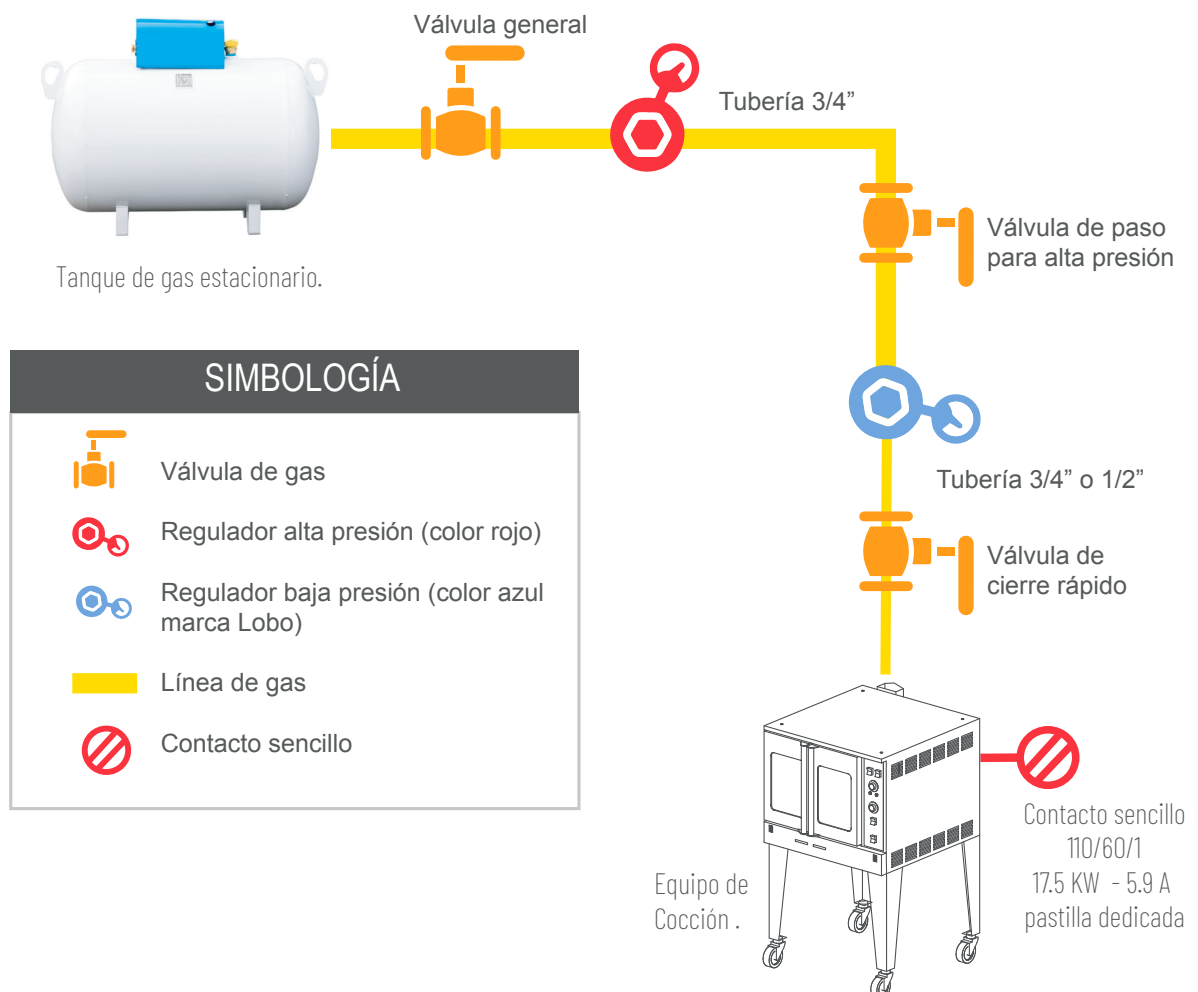 Válvula general
Tubería 3/4”
Válvula de paso
para alta presión
Tanque de gas estacionario.
SIMBOLOGÍA
Válvula de gas
Regulador alta presión (color rojo)
Regulador baja presión (color azul
marca Lobo)
Línea de gas
Contacto sencillo
Tubería 3/4” o 1/2”
Válvula de
cierre rápido
Equipo de
Cocción .
Contacto sencillo
110/60/1
17.5 KW - 5.9 A
pastilla dedicada